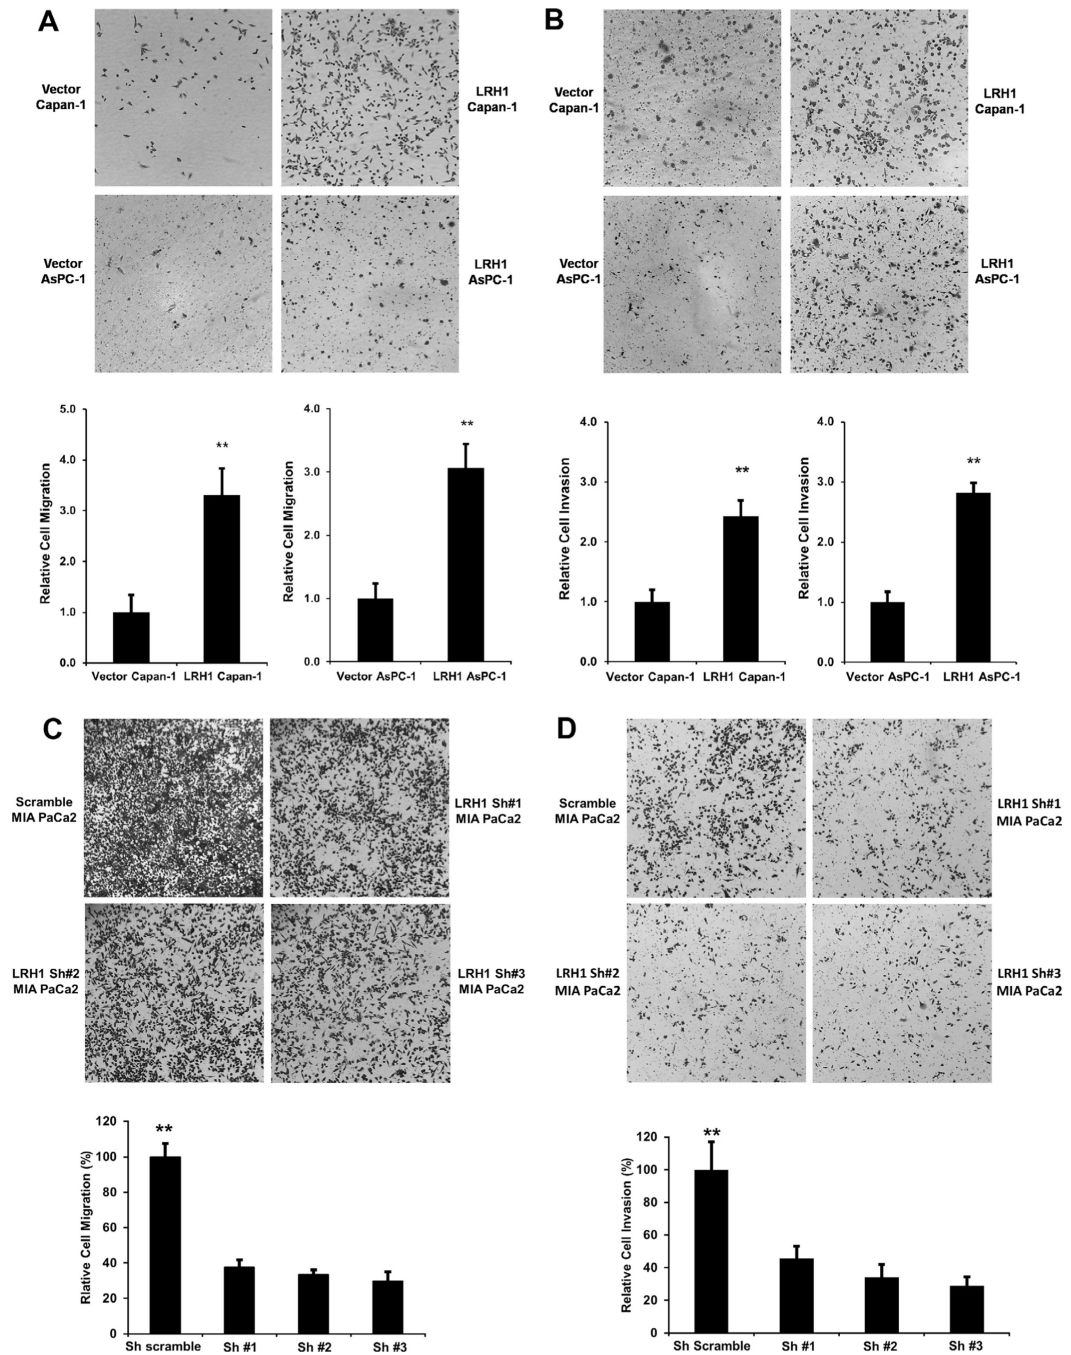 A
Vector
Capan-1
LRH1
Capan-1
Vector
AsPC-1
LRH1
AsPC-1
Relative Cell Migration
5.0
4.0
3.0
2.0
1.0
0.0
**
Vector Capan-1
LRH1 Capan-1
Relative Cell Migration
4.0
3.0
2.0
1.0
0.0
**
Vector AsPC-1
LRH1 AsPC-1
B
Vector
Capan-1
LRH1
Capan-1
Vector
AsPC-1
LRH1
AsPC-1
Relative Cell Invasion
4.0
3.0
2.0
1.0
0.0
**
Vector Capan-1
LRH1 Capan-1
Relative Cell Invasion
4.0
3.0
2.0
1.0
0.0
**
Vector AsPC-1
LRH1 AsPC-1
C
Scramble
MIA PaCa2
LRH1 Sh#1
MIA PaCa2
LRH1 Sh#2
MIA PaCa2
LRH1 Sh#3
MIA PaCa2
Rlative Cell Migration (%)
120
100
80
60
40
20
0
**
Sh scramble
Sh #1
Sh #2
Sh #3
D
Scramble
MIA PaCa2
LRH1 Sh#1
MIA PaCa2
LRH1 Sh#2
MIA PaCa2
LRH1 Sh#3
MIA PaCa2
Relative Cell Invasion (%)
120
100
80
60
40
20
0
**
Sh Scramble
Sh #1
Sh #2
Sh #3